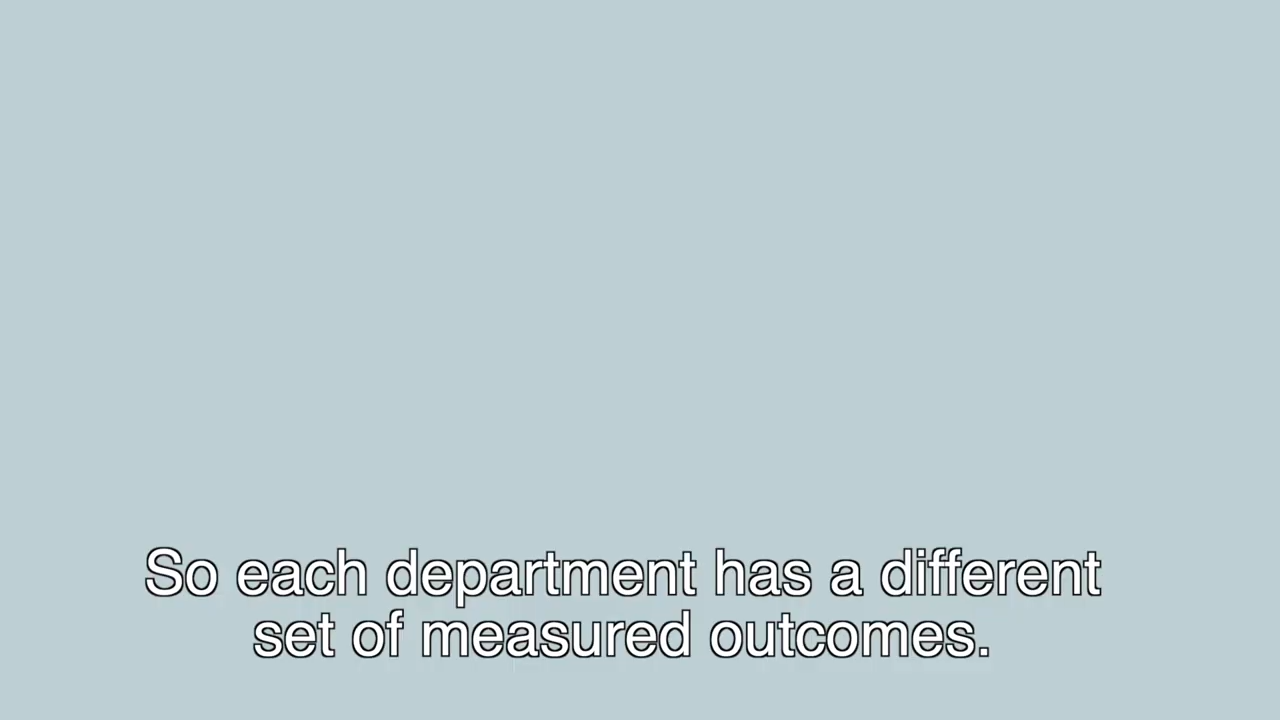 So each department has a different
set of measured outcomes.